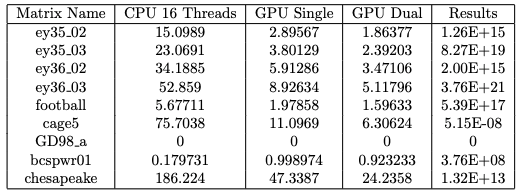 Matrix Name CPU 16 Threads GPU Single GPU Dual Results
ey35_02 15.0989 2.89567 1.86377 1.26E+15
ey35_03 23.0691 3.80129 2.39203 8.27E+19
ey36_02 34.1885 5.91286 3.47106 2.00E+15
ey36_03 52.859 8.92634 5.11796 3.76E+21
football 5.67711 1.97858 1.59633 5.39E+17
cage5 75.7038 11.0969 6.30624 5.15E-08
GD98_a 0 0 0 0
bcspwr01 0.179731 0.998974 0.923233 3.76E+08
chesapeake 186.224 47.3387 24.2358 1.32E+13